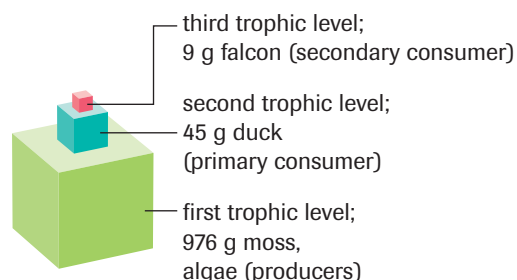 third trophic level;
9 g falcon (secondary consumer)
second trophic level;
45 g duck
(primary consumer)
first trophic level;
976 g moss,
algae (producers)